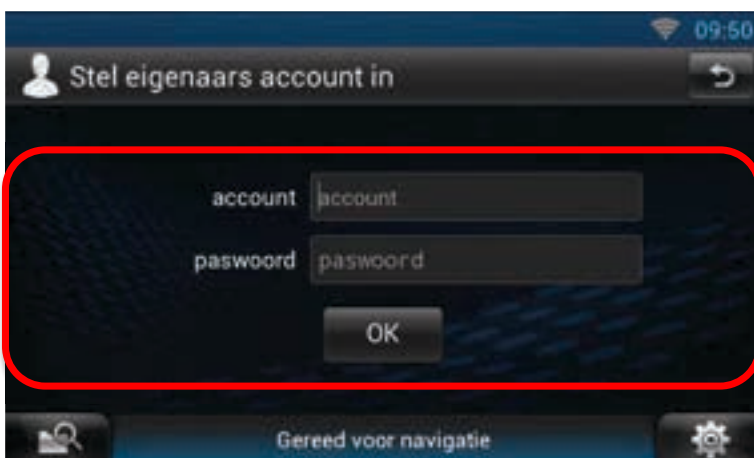 09:50
Stel eigenaars account in
account account
paswoord paswoord
OK
Gereed voor navigatie